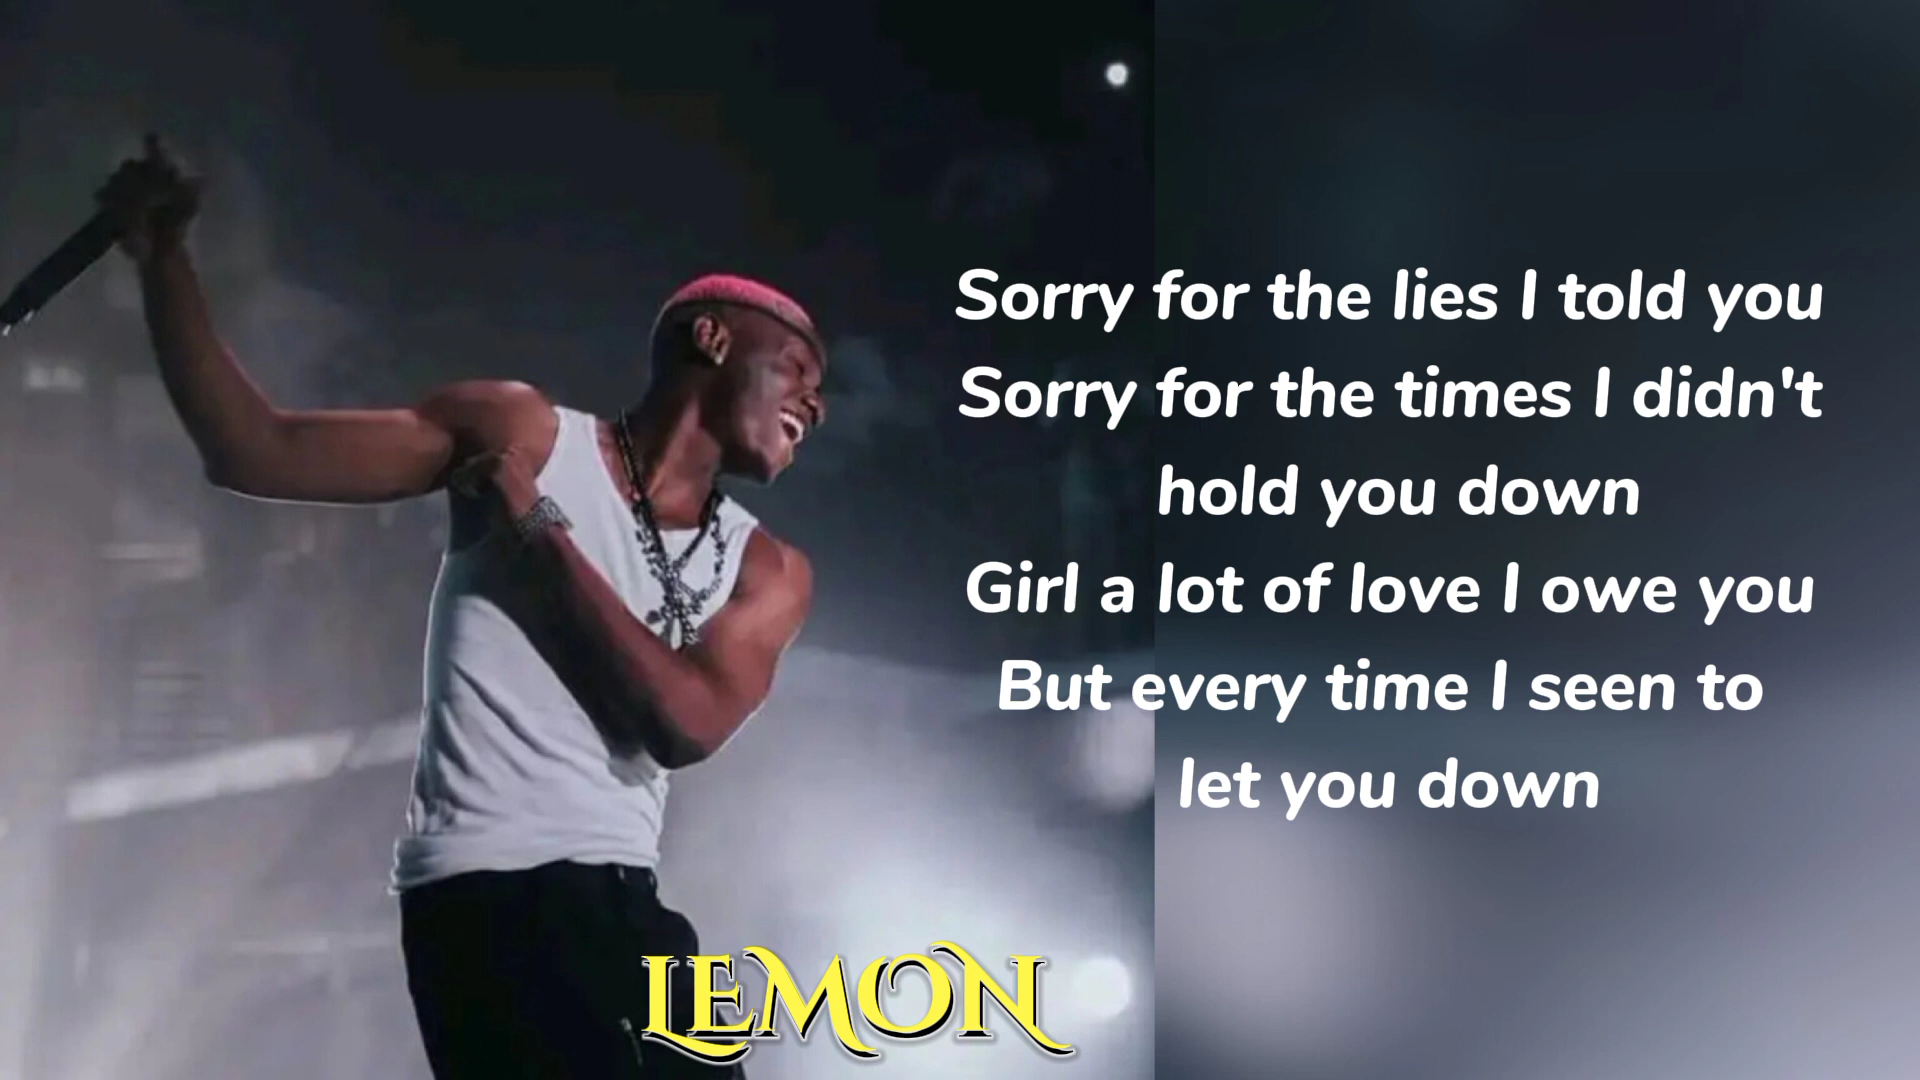 Sorry for the lies I told you
Sorry for the times I didn't
hold you down
Girl a lot of love I owe you
But every time I seen to
let you down
LEMON